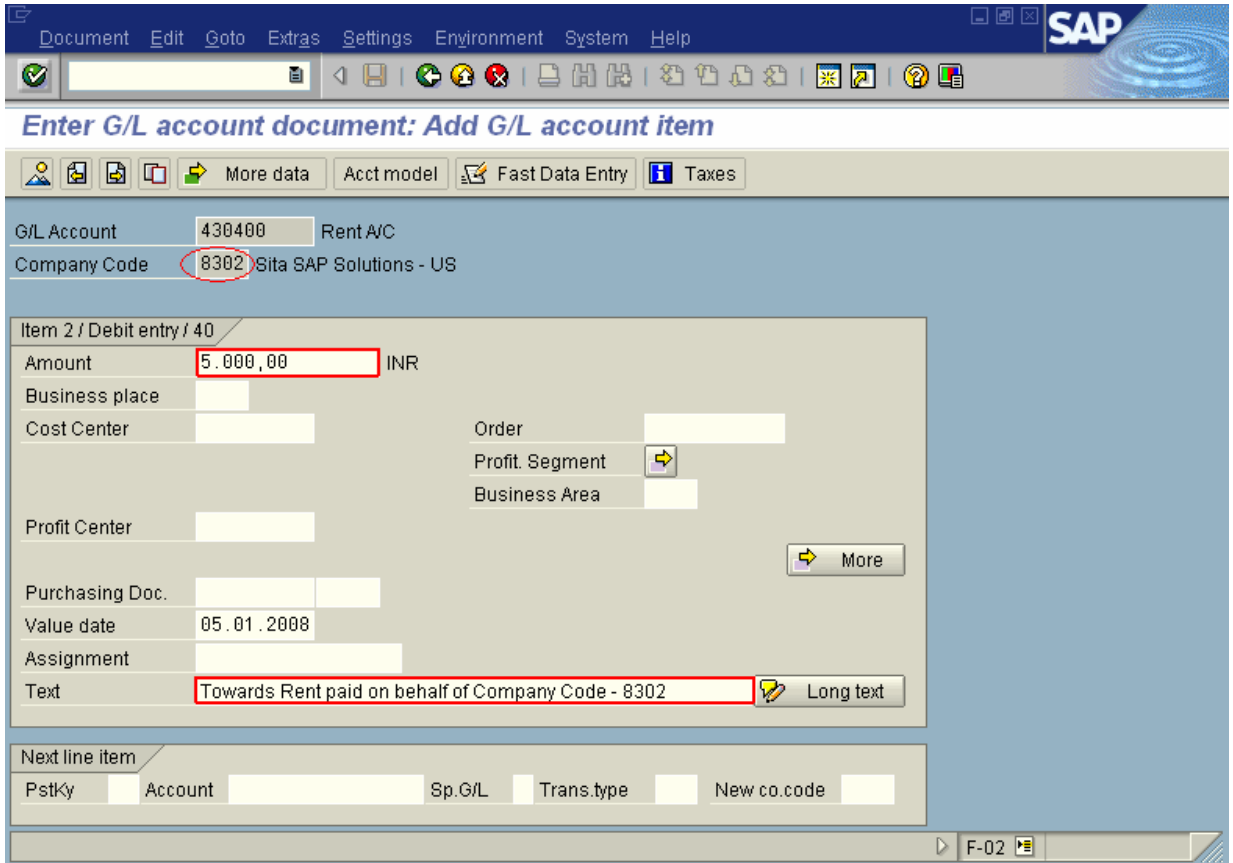 Document Edit Goto Extras Settings Environment System Help
SAP
Enter G/L account document: Add G/L account item
More data Acct model Fast Data Entry Taxes
G/L Account 430400 Rent A/C
Company Code 8302 Sita SAP Solutions - US
Item 2 / Debit entry / 40
Amount 5.000,00 INR
Business place
Cost Center Order
Profit. Segment
Business Area
Profit Center
More
Purchasing Doc.
Value date 05.01.2008
Assignment
Text Towards Rent paid on behalf of Company Code - 8302 Long text
Next line item
PstKy Account Sp.G/L Trans.type New co.code
F-02